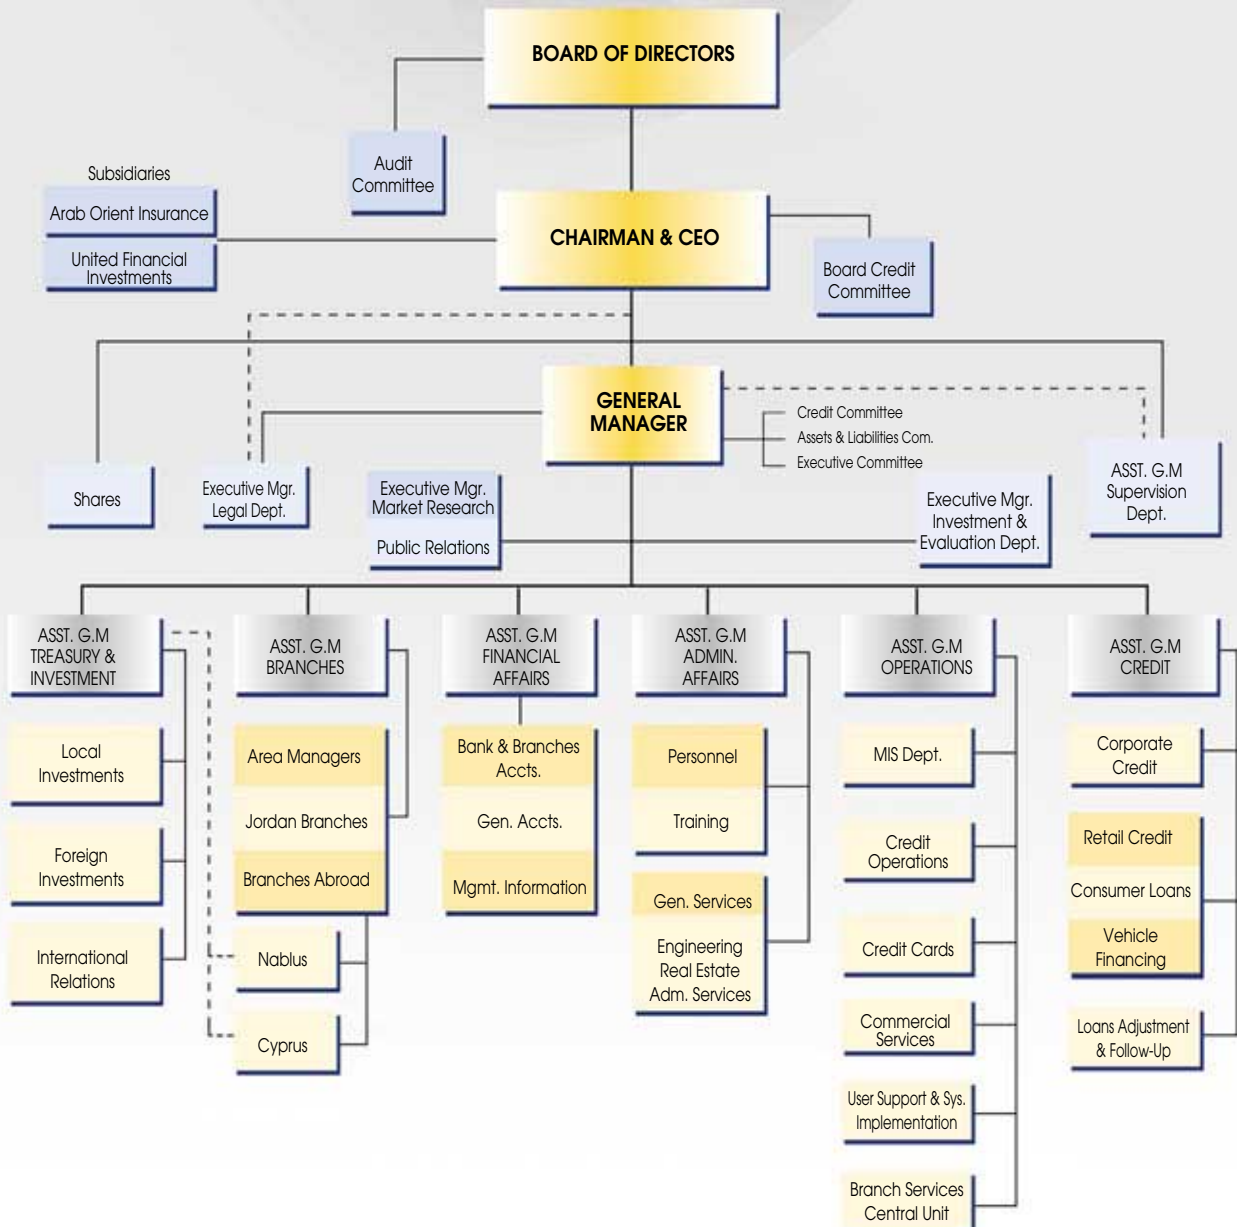 BOARD OF DIRECTORS
Audit
Committee
Subsidiaries
Arab Orient Insurance
United Financial
Investments
CHAIRMAN & CEO
Board Credit
Committee
GENERAL
MANAGER
Credit Committee
Assets & Liabilities Com.
Executive Committee
Shares
Executive Mgr.
Legal Dept.
Executive Mgr.
Market Research
Public Relations
Executive Mgr.
Investment &
Evaluation Dept.
ASST. G.M
Supervision
Dept.
ASST. G.M
TREASURY &
INVESTMENT
Local
Investments
Foreign
Investments
International
Relations
ASST. G.M
BRANCHES
Area Managers
Jordan Branches
Branches Abroad
Nablus
Cyprus
ASST. G.M
FINANCIAL
AFFAIRS
Bank & Branches
Accts.
Gen. Accts.
Mgmt. Information
ASST. G.M
ADMIN.
AFFAIRS
Personnel
Training
Gen. Services
Engineering
Real Estate
Adm. Services
ASST. G.M
OPERATIONS
MIS Dept.
Credit
Operations
Credit Cards
Commercial
Services
User Support & Sys.
Implementation
Branch Services
Central Unit
ASST. G.M
CREDIT
Corporate
Credit
Retail Credit
Consumer Loans
Vehicle
Financing
Loans Adjustment
& Follow-Up